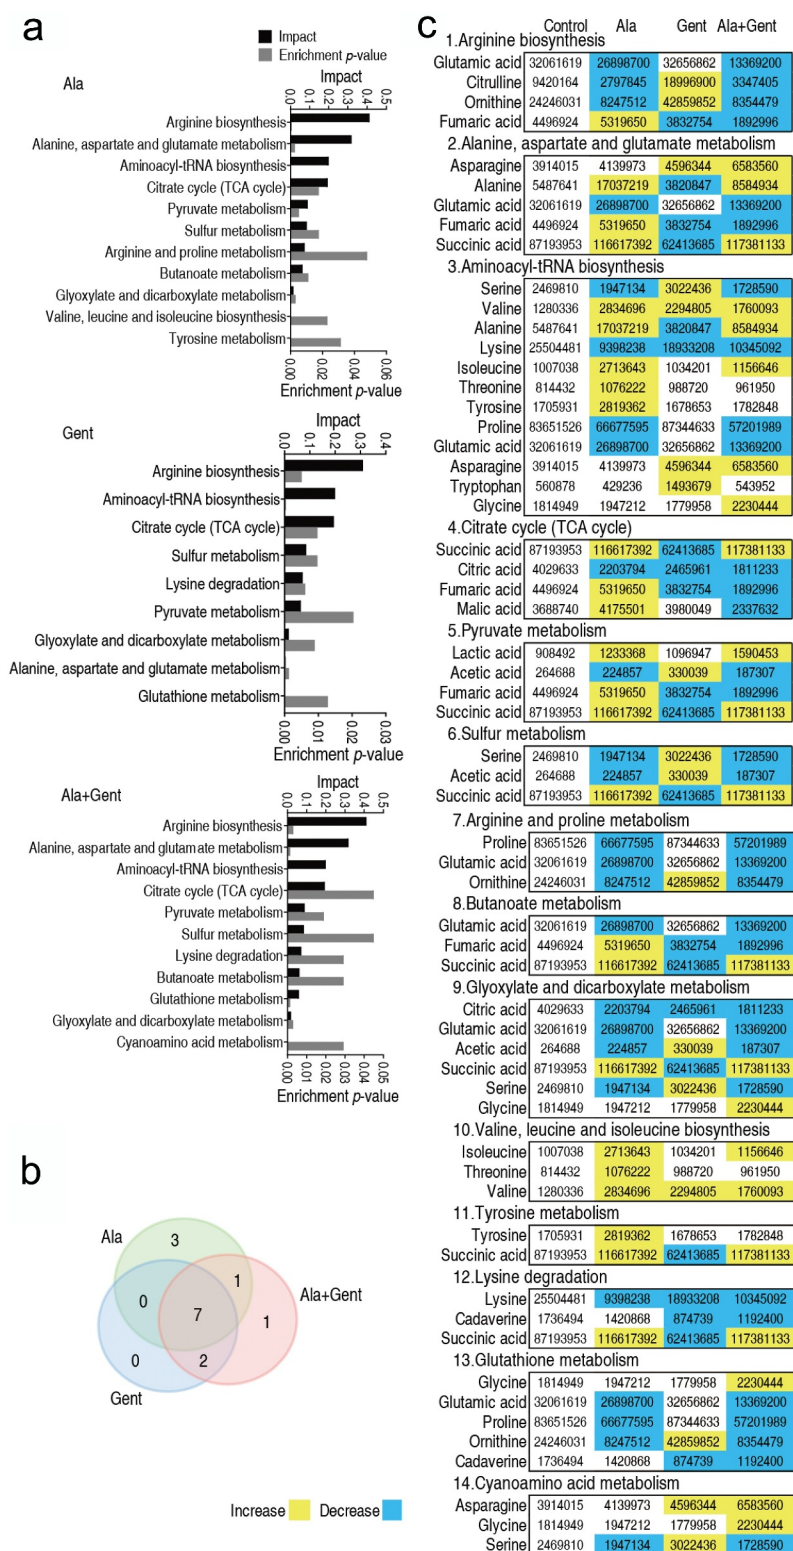 a
Impact
Enrichment p-value
Ala
Impact
0.0 0.1 0.2 0.3 0.4 0.5
Arginine biosynthesis
Alanine, aspartate and glutamate metabolism
Aminoacyl-tRNA biosynthesis
Citrate cycle (TCA cycle)
Pyruvate metabolism
Sulfur metabolism
Arginine and proline metabolism
Butanoate metabolism
Glyoxylate and dicarboxylate metabolism
Valine, leucine and isoleucine biosynthesis
Tyrosine metabolism
0.00 0.02 0.04 0.06
Enrichment p-value
Gent
Impact
0.0 0.1 0.2 0.3 0.4
Arginine biosynthesis
Aminoacyl-tRNA biosynthesis
Citrate cycle (TCA cycle)
Sulfur metabolism
Lysine degradation
Pyruvate metabolism
Glyoxylate and dicarboxylate metabolism
Alanine, aspartate and glutamate metabolism
Glutathione metabolism
0.00 0.01 0.02 0.03
Enrichment p-value
Ala+Gent
Impact
0.0 0.1 0.2 0.3 0.4 0.5
Arginine biosynthesis
Alanine, aspartate and glutamate metabolism
Aminoacyl-tRNA biosynthesis
Citrate cycle (TCA cycle)
Pyruvate metabolism
Sulfur metabolism
Lysine degradation
Butanoate metabolism
Glutathione metabolism
Glyoxylate and dicarboxylate metabolism
Cyanoamino acid metabolism
0.00 0.01 0.02 0.03 0.04 0.05
Enrichment p-value
b
Ala
3
1
Ala+Gent
0
7
1
0
2
Gent
Increase Decrease
c
Control Ala Gent Ala+Gent
1.Arginine biosynthesis
Glutamic acid 32061619 26898700 32656862 13369200
Citrulline 9420164 2797845 18996900 3347405
Ornithine 24246031 8247512 42859852 8354479
Fumaric acid 4496924 5319650 3832754 1892996
2.Alanine, aspartate and glutamate metabolism
Asparagine 3914015 4139973 4596344 6583560
Alanine 5487641 17037219 3820847 8584934
Glutamic acid 32061619 26898700 32656862 13369200
Fumaric acid 4496924 5319650 3832754 1892996
Succinic acid 87193953 116617392 62413685 117381133
3.Aminoacyl-tRNA biosynthesis
Serine 2469810 1947134 3022436 1728590
Valine 1280336 2834696 2294805 1760093
Alanine 5487641 17037219 3820847 8584934
Lysine 25504481 9398238 18933208 10345092
Isoleucine 1007038 2713643 1034201 1156646
Threonine 814432 1076222 988720 961950
Tyrosine 1705931 2819362 1678653 1782848
Proline 83651526 66677595 87344633 57201989
Glutamic acid 32061619 26898700 32656862 13369200
Asparagine 3914015 4139973 4596344 6583560
Tryptophan 560878 429236 1493679 543952
Glycine 1814949 1947212 1779958 2230444
4.Citrate cycle (TCA cycle)
Succinic acid 87193953 116617392 62413685 117381133
Citric acid 4029633 2203794 2465961 1811233
Fumaric acid 4496924 5319650 3832754 1892996
Malic acid 3688740 4175501 3980049 2337632
5.Pyruvate metabolism
Lactic acid 908492 1233368 1096947 1590453
Acetic acid 264688 224857 330039 187307
Fumaric acid 4496924 5319650 3832754 1892996
Succinic acid 87193953 116617392 62413685 117381133
6.Sulfur metabolism
Serine 2469810 1947134 3022436 1728590
Acetic acid 264688 224857 330039 187307
Succinic acid 87193953 116617392 62413685 117381133
7.Arginine and proline metabolism
Proline 83651526 66677595 87344633 57201989
Glutamic acid 32061619 26898700 32656862 13369200
Ornithine 24246031 8247512 42859852 8354479
8.Butanoate metabolism
Glutamic acid 32061619 26898700 32656862 13369200
Fumaric acid 4496924 5319650 3832754 1892996
Succinic acid 87193953 116617392 62413685 117381133
9.Glyoxylate and dicarboxylate metabolism
Citric acid 4029633 2203794 2465961 1811233
Glutamic acid 32061619 26898700 32656862 13369200
Acetic acid 264688 224857 330039 187307
Succinic acid 87193953 116617392 62413685 117381133
Serine 2469810 1947134 3022436 1728590
Glycine 1814949 1947212 1779958 2230444
10.Valine, leucine and isoleucine biosynthesis
Isoleucine 1007038 2713643 1034201 1156646
Threonine 814432 1076222 988720 961950
Valine 1280336 2834696 2294805 1760093
11.Tyrosine metabolism
Tyrosine 1705931 2819362 1678653 1782848
Succinic acid 87193953 116617392 62413685 117381133
12.Lysine degradation
Lysine 25504481 9398238 18933208 10345092
Cadaverine 1736494 1420868 874739 1192400
Succinic acid 87193953 116617392 62413685 117381133
13.Glutathione metabolism
Glycine 1814949 1947212 1779958 2230444
Glutamic acid 32061619 26898700 32656862 13369200
Proline 83651526 66677595 87344633 57201989
Ornithine 24246031 8247512 42859852 8354479
Cadaverine 1736494 1420868 874739 1192400
14.Cyanoamino acid metabolism
Asparagine 3914015 4139973 4596344 6583560
Glycine 1814949 1947212 1779958 2230444
Serine 2469810 1947134 3022436 1728590